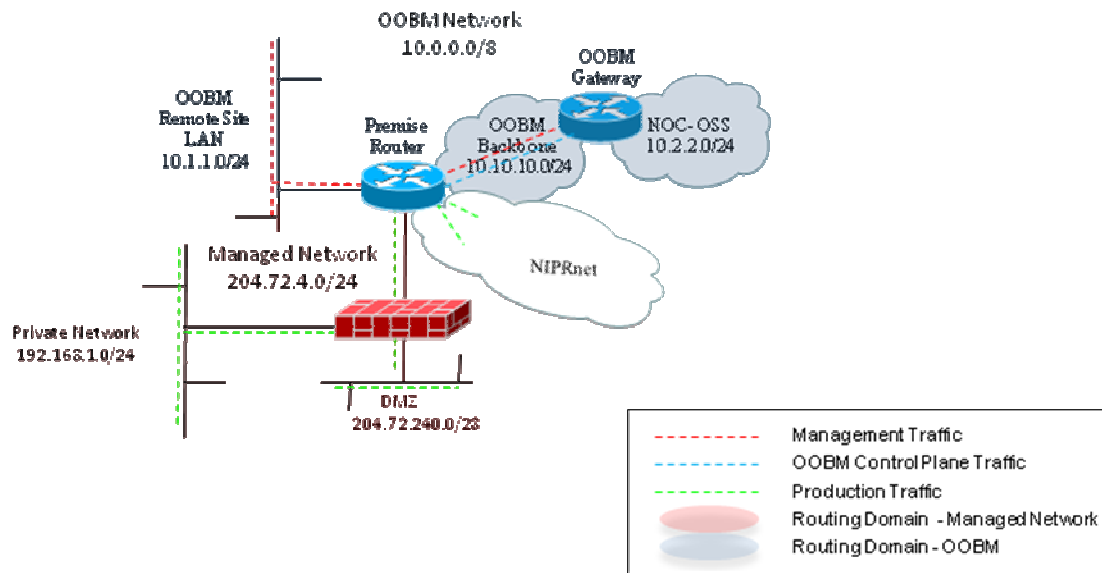 OOBM Network
10.0.0.0/8
OOBM
Gateway
OOBM
Remote Site
LAN
10.1.1.0/24
Premise
Router
OOBM
Backbone
10.10.10.0/24
NOC-OSS
10.2.2.0/24
NIPRnet
Managed Network
204.72.4.0/24
Private Network
192.168.1.0/24
DMZ
204.72.240.0/28
Management Traffic
OOBM Control Plane Traffic
Production Traffic
Routing Domain - Managed Network
Routing Domain - OOBM